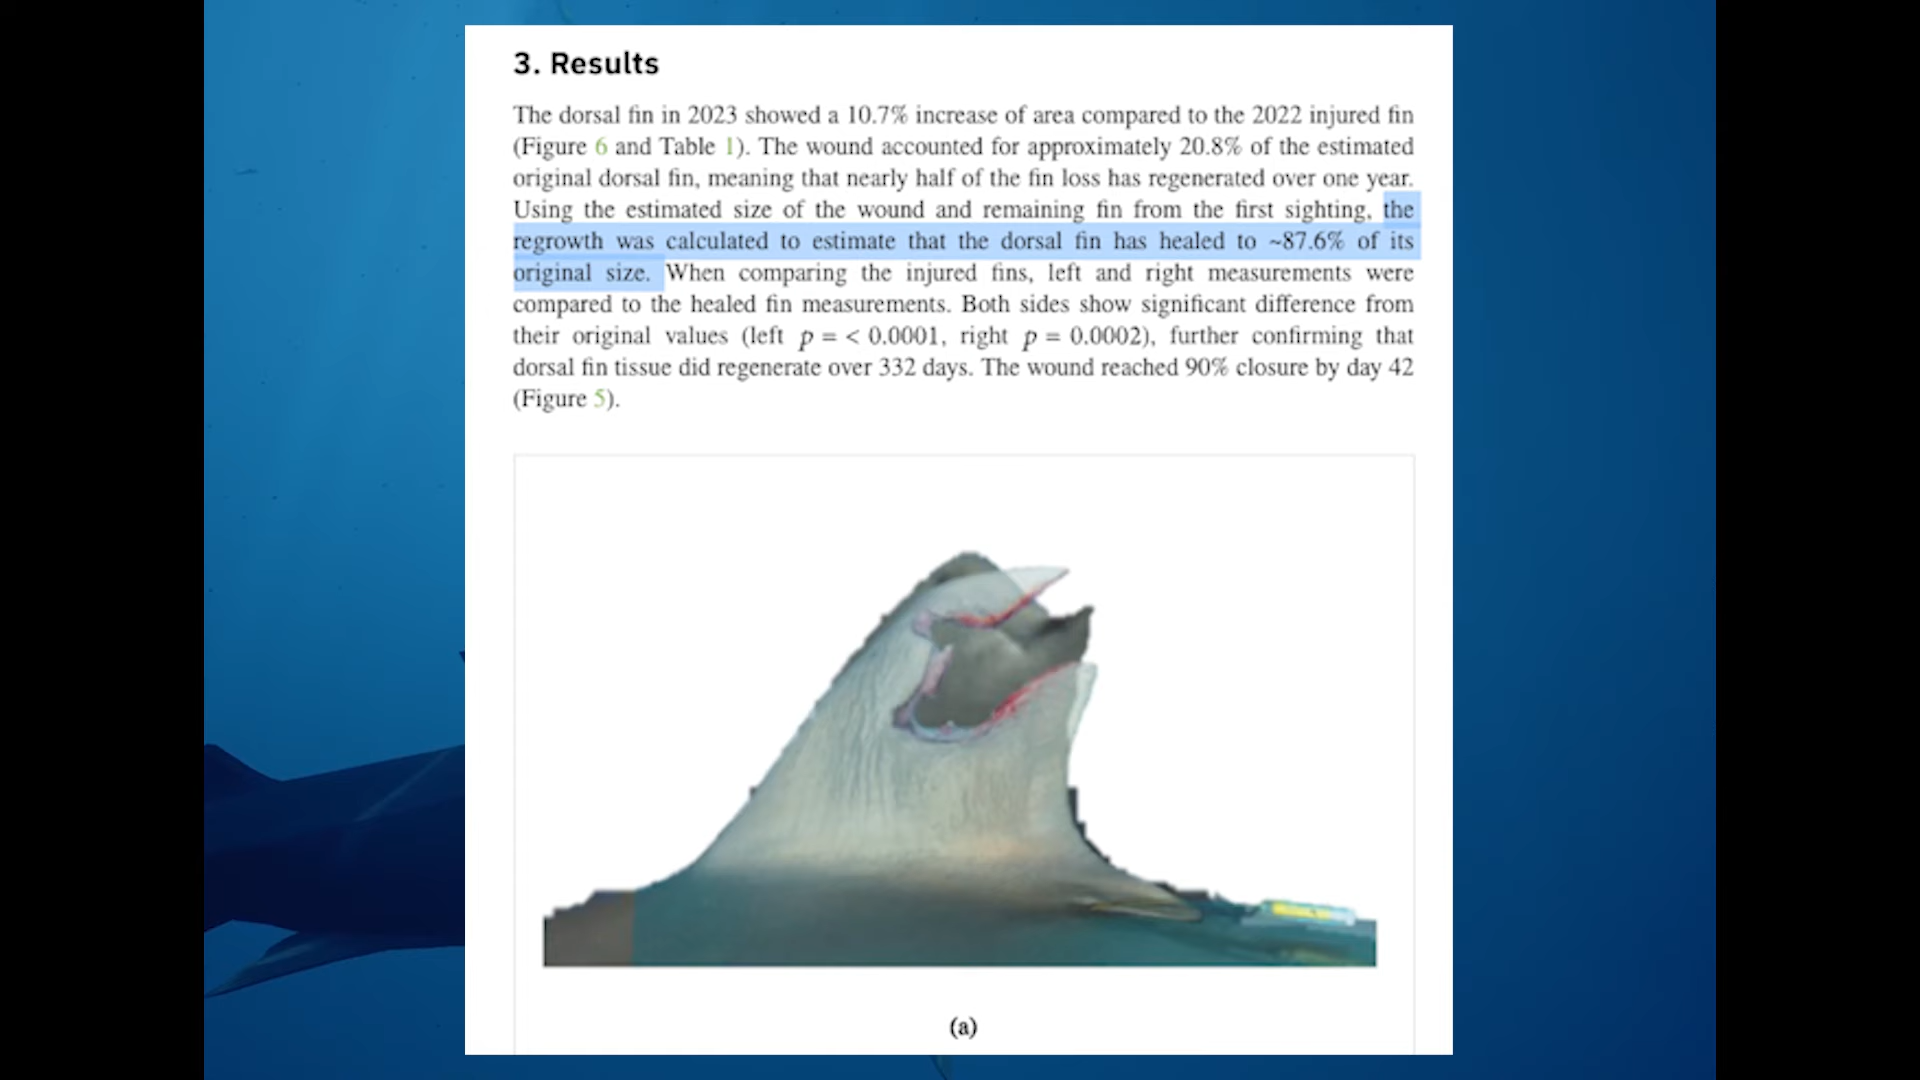 3. Results
The dorsal fin in 2023 showed a 10.7% increase of area compared to the 2022 injured fin
(Figure 6 and Table 1). The wound accounted for approximately 20.8% of the estimated
original dorsal fin, meaning that nearly half of the fin loss has regenerated over one year.
Using the estimated size of the wound and remaining fin from the first sighting, the
regrowth was calculated to estimate that the dorsal fin has healed to ~87.6% of its
original size. When comparing the injured fins, left and right measurements were
compared to the healed fin measurements. Both sides show significant difference from
their original values (left p = < 0.0001, right p = 0.0002), further confirming that
dorsal fin tissue did regenerate over 332 days. The wound reached 90% closure by day 42
(Figure 5).
(a)